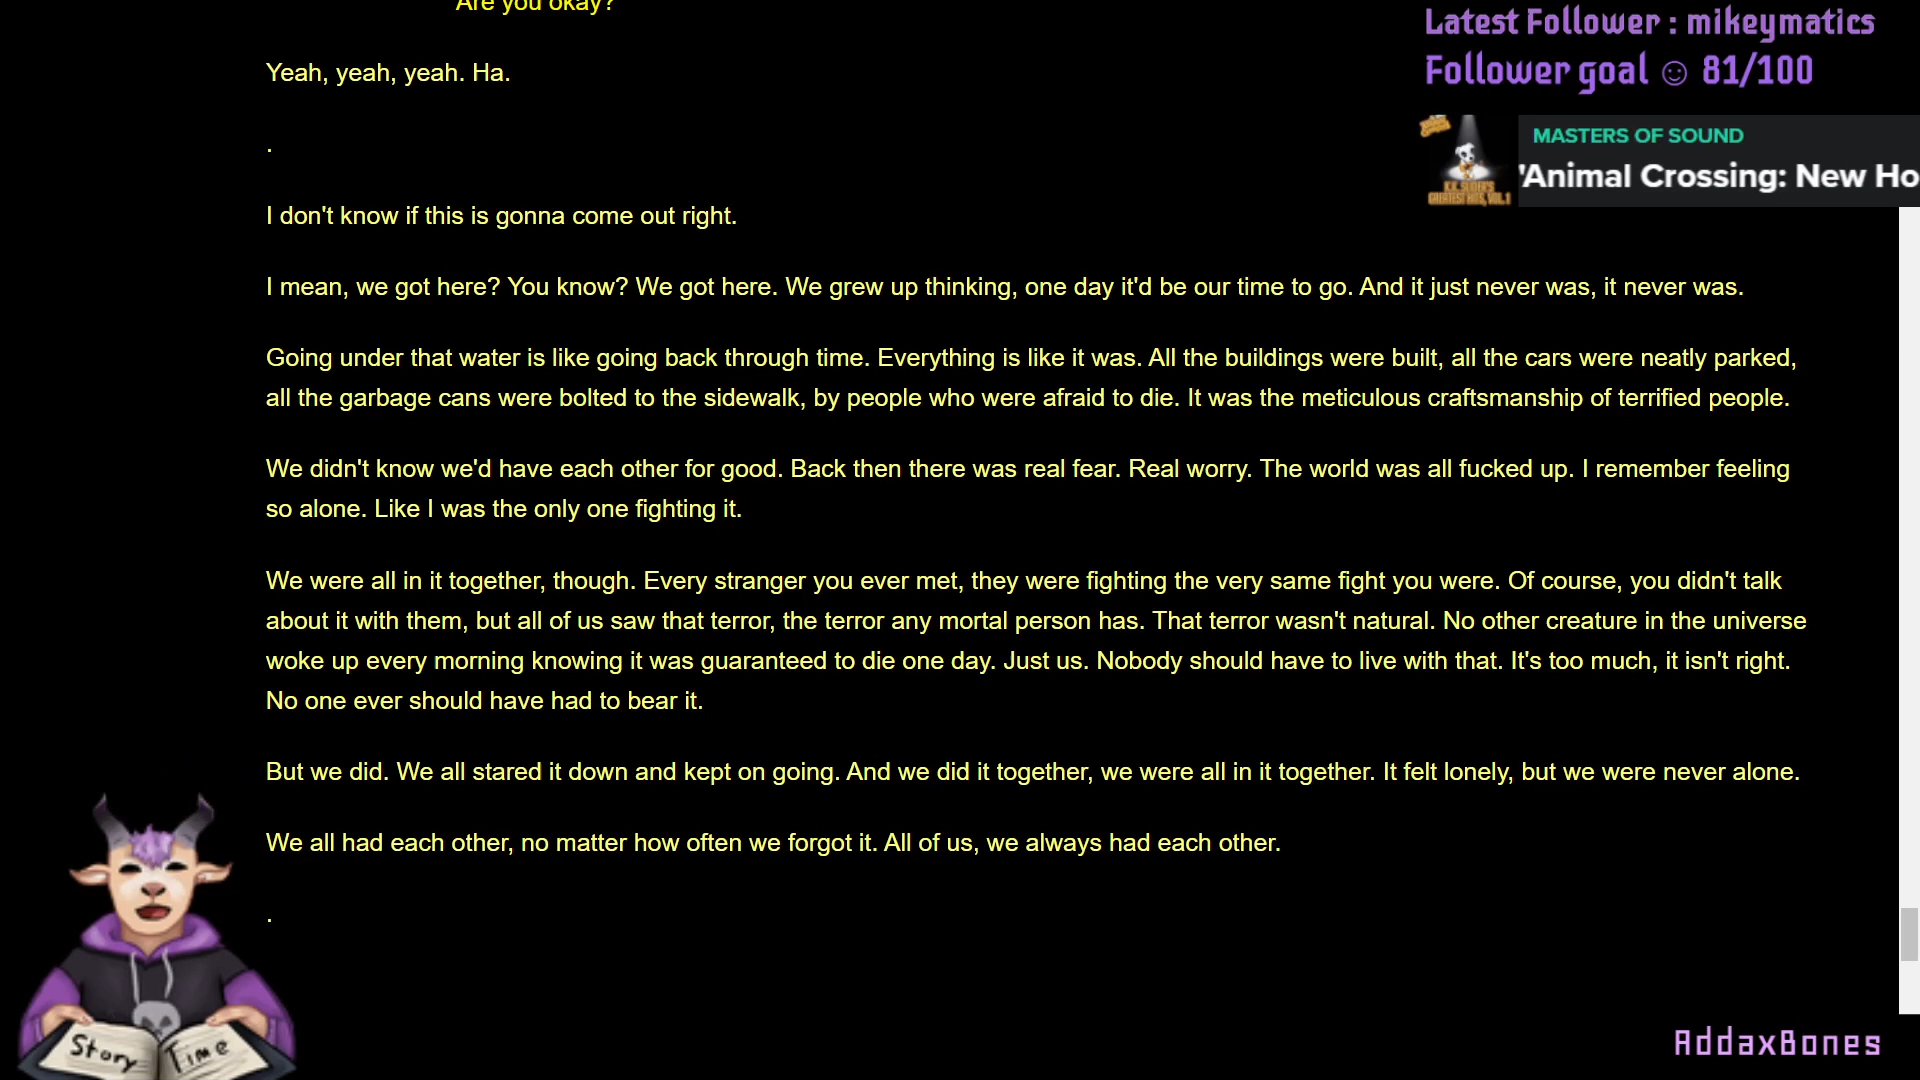 Are you okay?
Latest Follower : mikeymatics
Follower goal ☺ 81/100
Yeah, yeah, yeah. Ha.
MASTERS OF SOUND
'Animal Crossing: New Ho
K.K. SLIDER'S
GREATEST HITS, VOL. 1
.
I don't know if this is gonna come out right.
I mean, we got here? You know? We got here. We grew up thinking, one day it'd be our time to go. And it just never was, it never was.
Going under that water is like going back through time. Everything is like it was. All the buildings were built, all the cars were neatly parked,
all the garbage cans were bolted to the sidewalk, by people who were afraid to die. It was the meticulous craftsmanship of terrified people.
We didn't know we'd have each other for good. Back then there was real fear. Real worry. The world was all fucked up. I remember feeling
so alone. Like I was the only one fighting it.
We were all in it together, though. Every stranger you ever met, they were fighting the very same fight you were. Of course, you didn't talk
about it with them, but all of us saw that terror, the terror any mortal person has. That terror wasn't natural. No other creature in the universe
woke up every morning knowing it was guaranteed to die one day. Just us. Nobody should have to live with that. It's too much, it isn't right.
No one ever should have had to bear it.
But we did. We all stared it down and kept on going. And we did it together, we were all in it together. It felt lonely, but we were never alone.
We all had each other, no matter how often we forgot it. All of us, we always had each other.
.
Story Time
AddaxBones